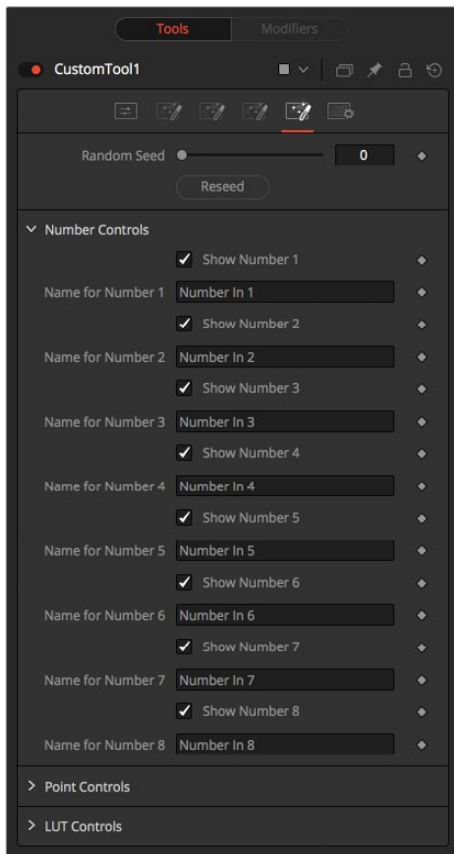 Tools Modifiers
CustomTool1
Random Seed 0
Reseed
Number Controls
Show Number 1
Name for Number 1 Number In 1
Show Number 2
Name for Number 2 Number In 2
Show Number 3
Name for Number 3 Number In 3
Show Number 4
Name for Number 4 Number In 4
Show Number 5
Name for Number 5 Number In 5
Show Number 6
Name for Number 6 Number In 6
Show Number 7
Name for Number 7 Number In 7
Show Number 8
Name for Number 8 Number In 8
Point Controls
LUT Controls